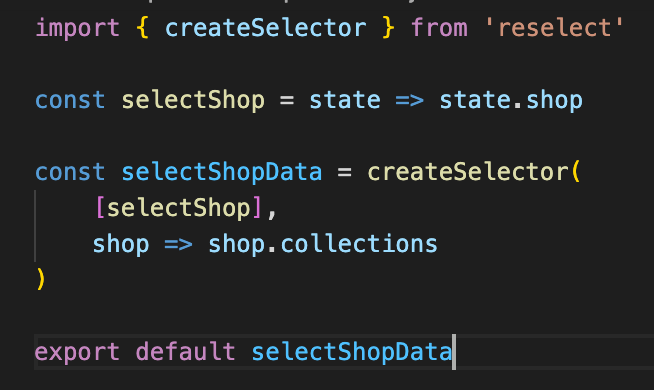 import { createSelector } from 'reselect'
const selectShop = state => state.shop
const selectShopData = createSelector(
[selectShop],
shop => shop.collections
)
export default selectShopData